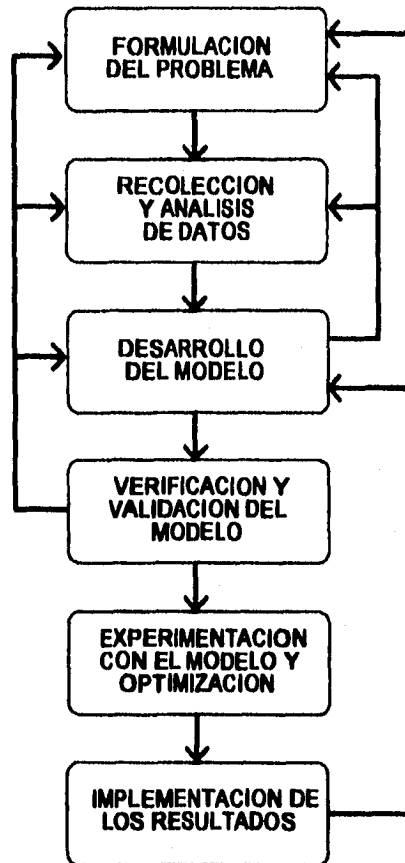 FORMULACION
DEL PROBLEMA
RECOLECCION
Y ANALISIS
DE DATOS
DESARROLLO
DEL MODELO
VERIFICACION Y
VALIDACION DEL
MODELO
EXPERIMENTACION
CON EL MODELO Y
OPTIMIZACION
IMPLEMENTACION DE
LOS RESULTADOS